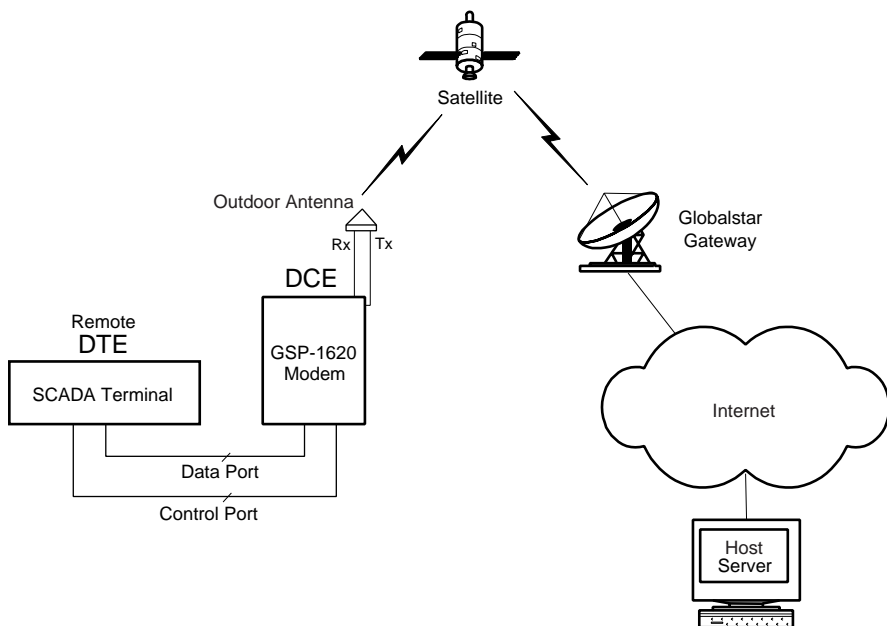 Satellite
Outdoor Antenna
Rx
Tx
Globalstar
Gateway
DCE
Remote
DTE
GSP-1620
Modem
SCADA Terminal
Internet
Data Port
Control Port
Host
Server